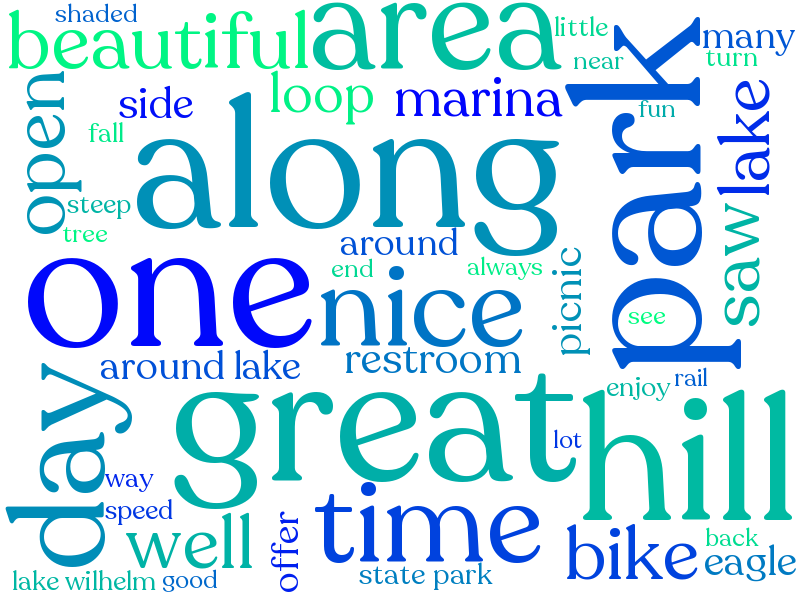 shaded
beautiful
area
little
many
near
turn
park
side
loop
marina
fun
lake
open
fall
along
steep
tree
around
saw
end
always
one
nice
picnic
see
around lake
restroom
day
great
enjoy
rail
hill
lot
way
speed
time
well
offer
bike
back
eagle
state park
lake wilhelm
good